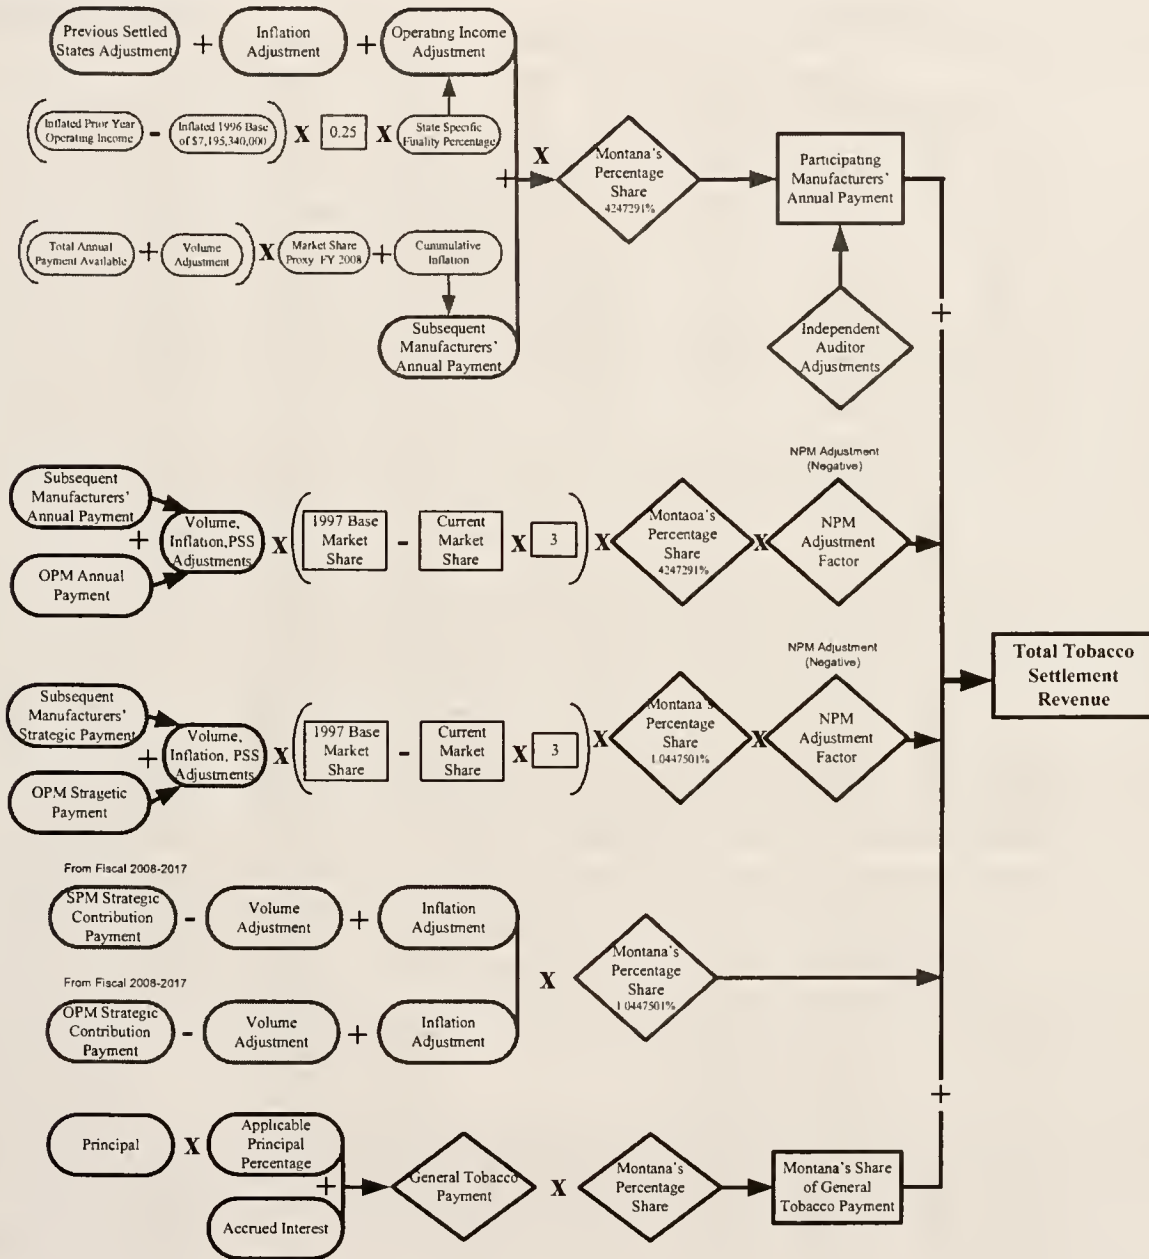 Previous Settled
States Adjustment
+
Inflation
Adjustment
+
Operating Income
Adjustment
(
Inflated Prior Year
Operating Income
-
Inflated 1996 Base
of $7,195,340,000
)
X
0.25
X
State Specific
Finality Percentage
+
X
Montana's
Percentage
Share
4247291%
Participating
Manufacturers'
Annual Payment
(
Total Annual
Payment Available
+
Volume
Adjustment
)
X
Market Share
Proxy FY 2008
+
Cummulative
Inflation
Subsequent
Manufacturers'
Annual Payment
Independent
Auditor
Adjustments
+
NPM Adjustment
(Negative)
Subsequent
Manufacturers'
Annual Payment
+
OPM Annual
Payment
Volume,
Inflation,PSS
Adjustments
X
(
1997 Base
Market
Share
-
Current
Market
Share
X
3
)
X
Montaoa's
Percentage
Share
4247291%
X
NPM
Adjustment
Factor
Total Tobacco
Settlement
Revenue
NPM Adjustment
(Negative)
Subsequent
Manufacturers'
Strategic Payment
+
OPM Stragetic
Payment
Volume,
Inflation, PSS
Adjustments
X
(
1997 Base
Market
Share
-
Current
Market
Share
X
3
)
X
Montana's
Percentage
Share
1.0447501%
X
NPM
Adjustment
Factor
From Fiscal 2008-2017
SPM Strategic
Contribution
Payment
-
Volume
Adjustment
+
Inflation
Adjustment
From Fiscal 2008-2017
OPM Strategic
Contribution
Payment
-
Volume
Adjustment
+
Inflation
Adjustment
X
Montana's
Percentage
Share
1.0447501%
+
Principal
X
Applicable
Principal
Percentage
+
Accrued Interest
General Tobacco
Payment
X
Montana's
Percentage
Share
Montana's Share
of General
Tobacco Payment